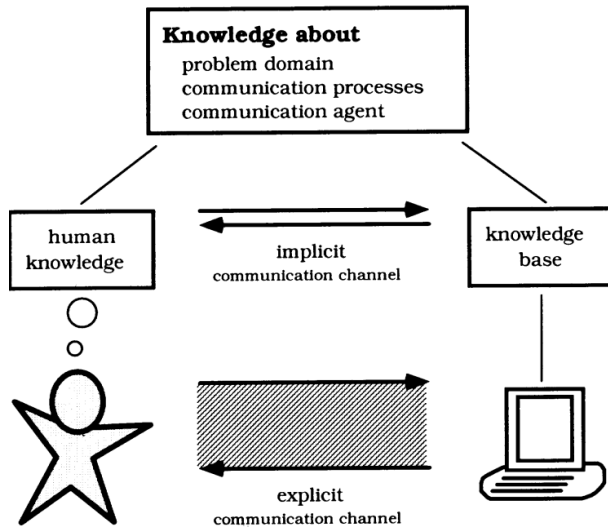 Knowledge about
problem domain
communication processes
communication agent
human
knowledge
implicit
communication channel
knowledge
base
explicit
communication channel